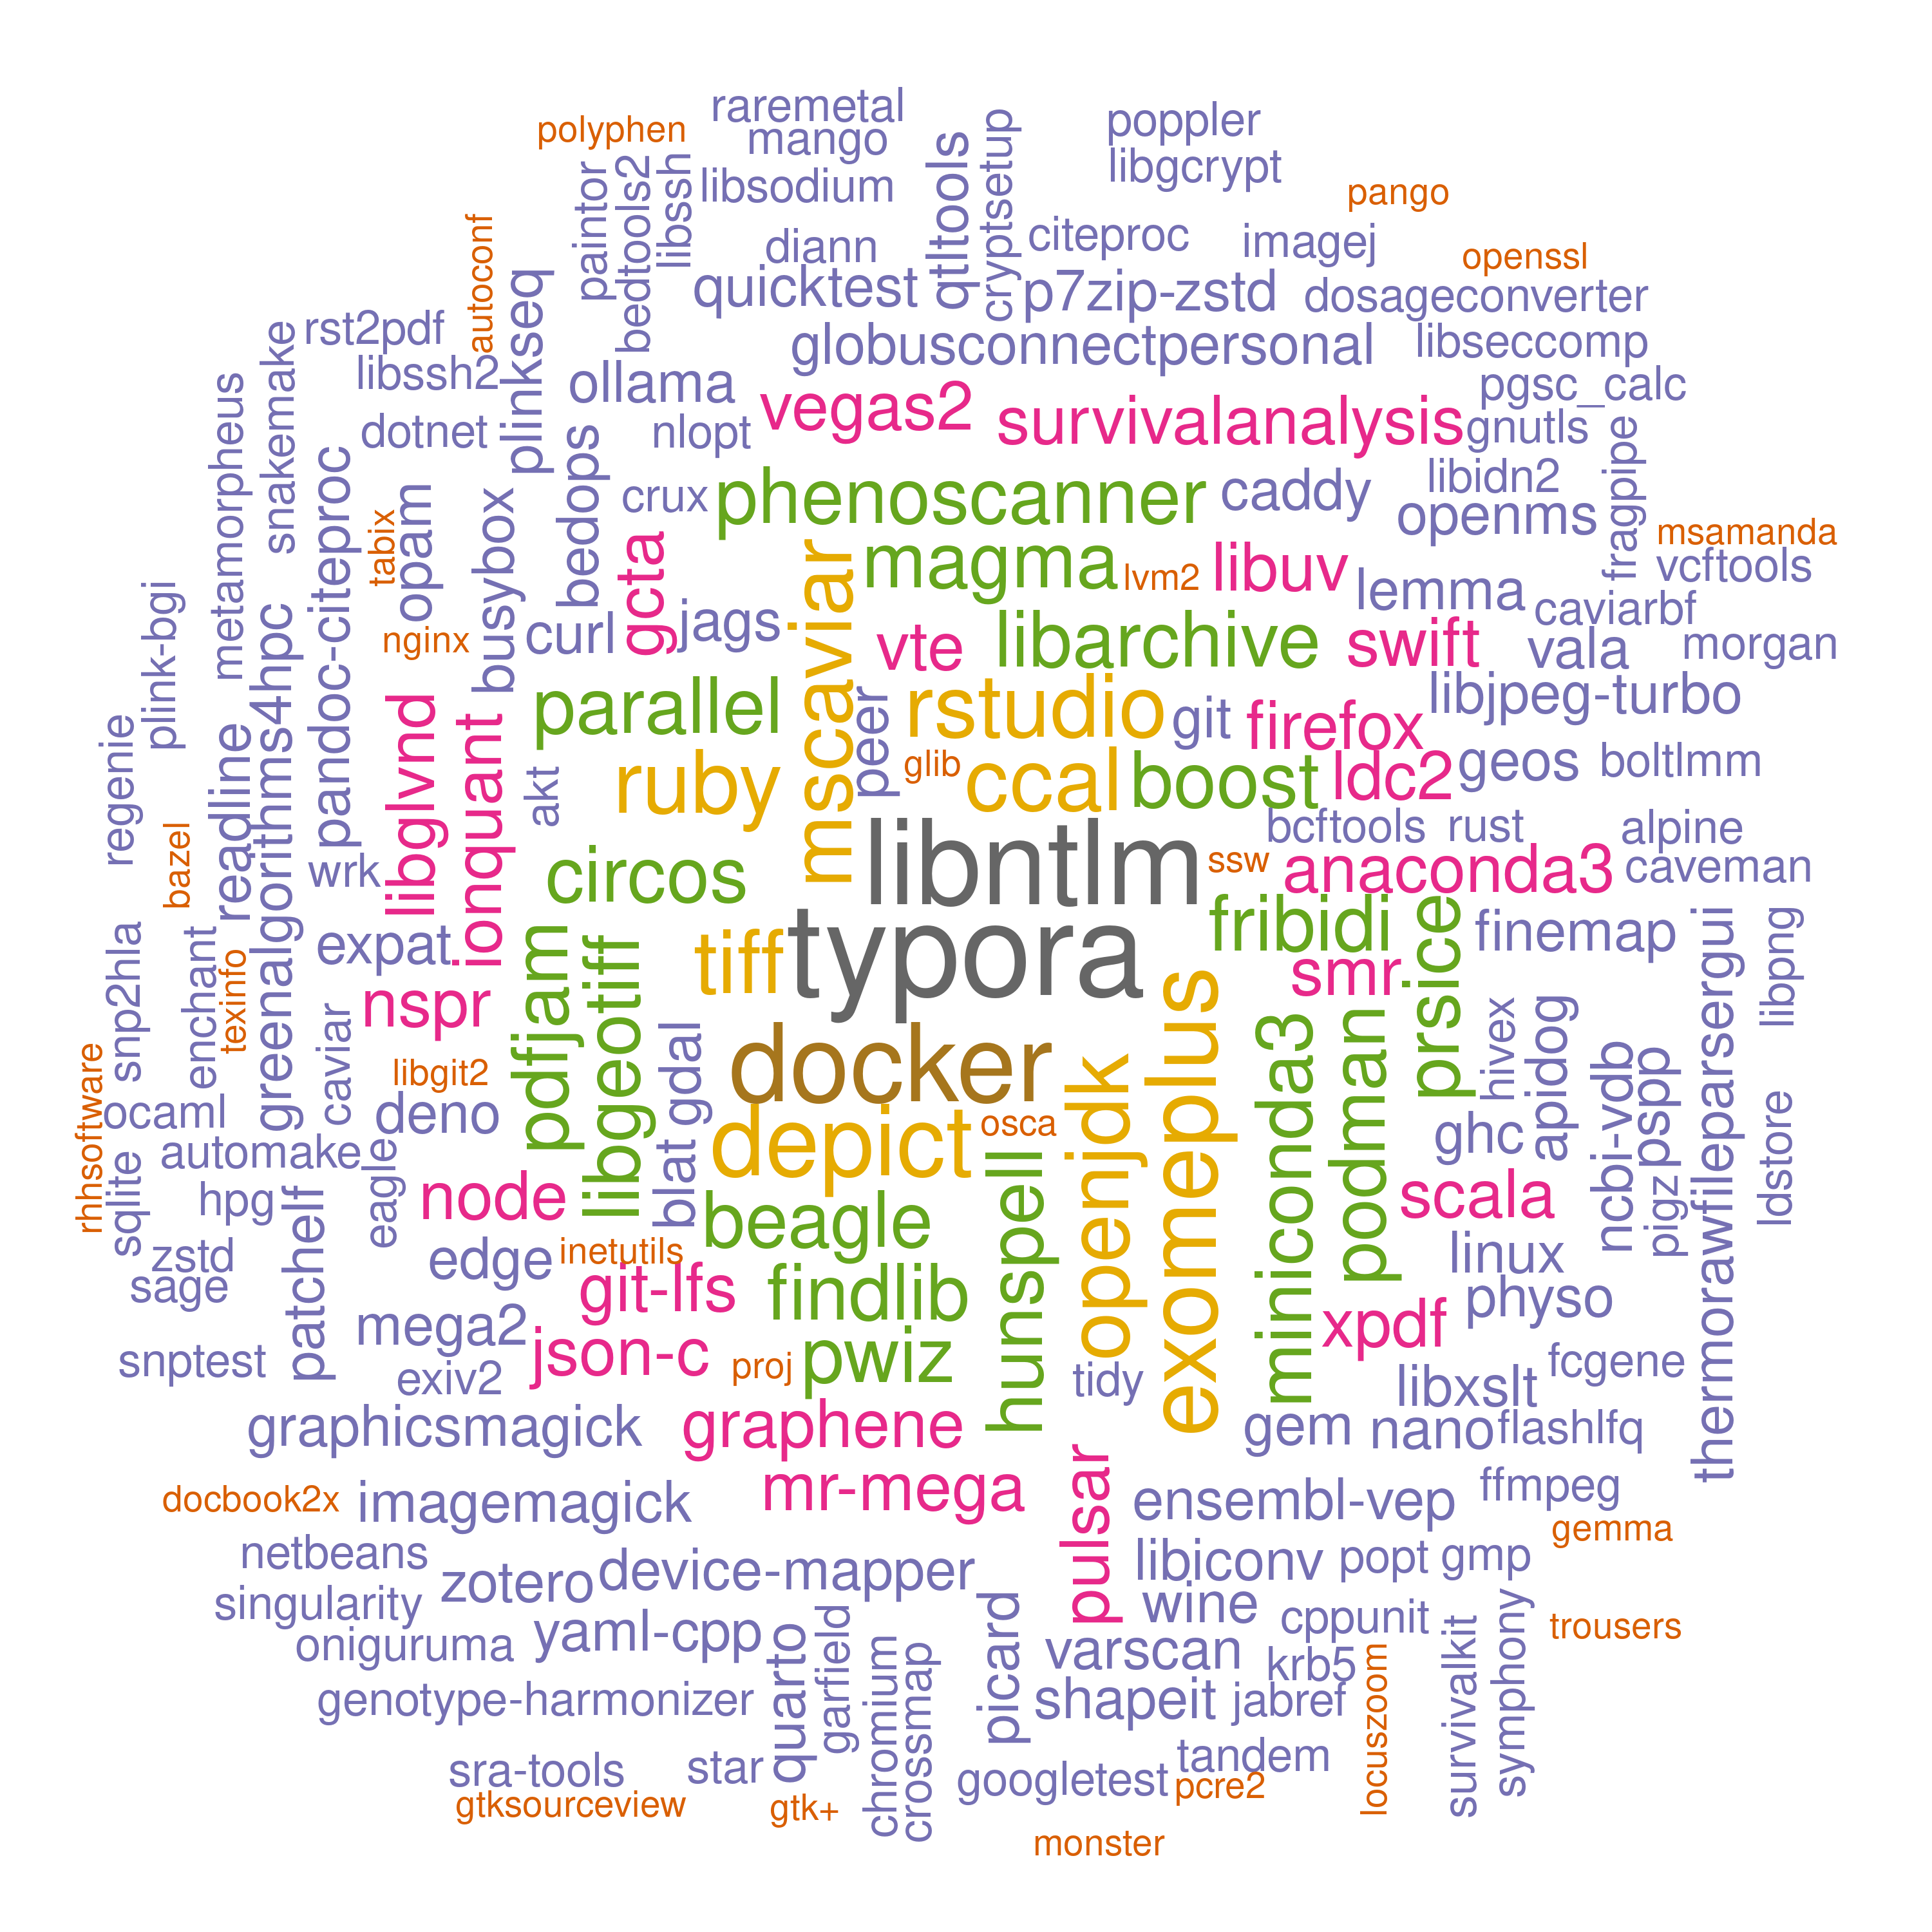 raremetal
polyphen
mango
poppler
libgcrypt
paintor
bedtools2
libssh
libsodium
qtltools
cryptsetup
pango
autoconf
diann
citeproc
imagej
openssl
quicktest
p7zip-zstd
dosageconverter
rst2pdf
plinkseq
globusconnectpersonal
libseccomp
snakemake
libssh2
ollama
vegas2
survivalanalysis
pgsc_calc
metamorpheus
dotnet
nlopt
gnutls
pandoc-citeproc
bedops
crux
phenoscanner
caddy
libidn2
fragpipe
tabix
opam
busybox
openms
msamanda
gcta
mscaviar
magma
lvm2
libuv
lemma
vcftools
plink-bgi
nginx
curl
jags
vte
libarchive
swift
caviarbf
vala
morgan
greenalgorithms4hpc
libglvnd
ionquant
parallel
peer
rstudio
git
firefox
libjpeg-turbo
regenie
readline
akt
ruby
glib
ccal
boost
ldc2
geos
boltlmm
bazel
wrk
circos
libntlm
ssw
bcftools
rust
alpine
anaconda3
caveman
snp2hla
enchant
texinfo
expat
pdfjam
libgeotiff
tiff
typora
fribidi
prsice
finemap
thermorawfileparsergui
libpng
caviar
nspr
smr
rhhsoftware
libgit2
gdal
docker
openjdk
exomeplus
miniconda3
podman
hivex
apidog
ncbi-vdb
pspp
ocaml
deno
depict
osca
ghc
ldstore
automake
sqlite
hpg
eagle
node
blat
beagle
hunspell
scala
pigz
zstd
sage
patchelf
edge
inetutils
git-lfs
findlib
linux
physo
mega2
snptest
exiv2
json-c
proj
pwiz
tidy
xpdf
fcgene
libxslt
graphicsmagick
graphene
gem
nano
flashlfq
docbook2x
imagemagick
mr-mega
pulsar
ensembl-vep
ffmpeg
gemma
netbeans
zotero
device-mapper
libiconv
popt
gmp
singularity
wine
cppunit
trousers
oniguruma
yaml-cpp
quarto
garfield
chromium
crossmap
picard
varscan
krb5
locuszoom
survivalkit
symphony
genotype-harmonizer
shapeit
jabref
sra-tools
star
googletest
tandem
pcre2
gtksourceview
gtk+
monster